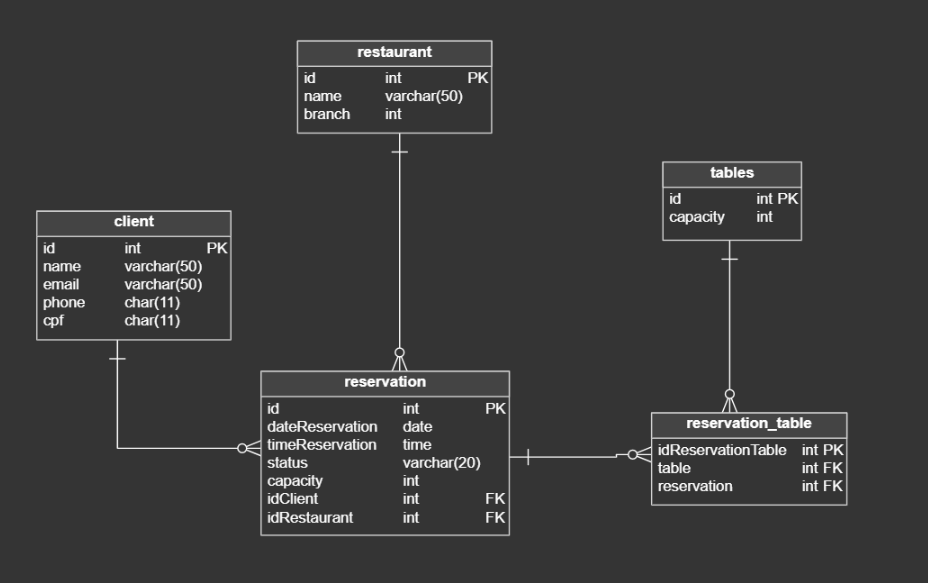 restaurant
id int PK
name varchar(50)
branch int
tables
id int PK
capacity int
client
id int PK
name varchar(50)
email varchar(50)
phone char(11)
cpf char(11)
reservation
id int PK
dateReservation date
timeReservation time
status varchar(20)
capacity int
idClient int FK
idRestaurant int FK
reservation_table
idReservationTable int PK
table int FK
reservation int FK